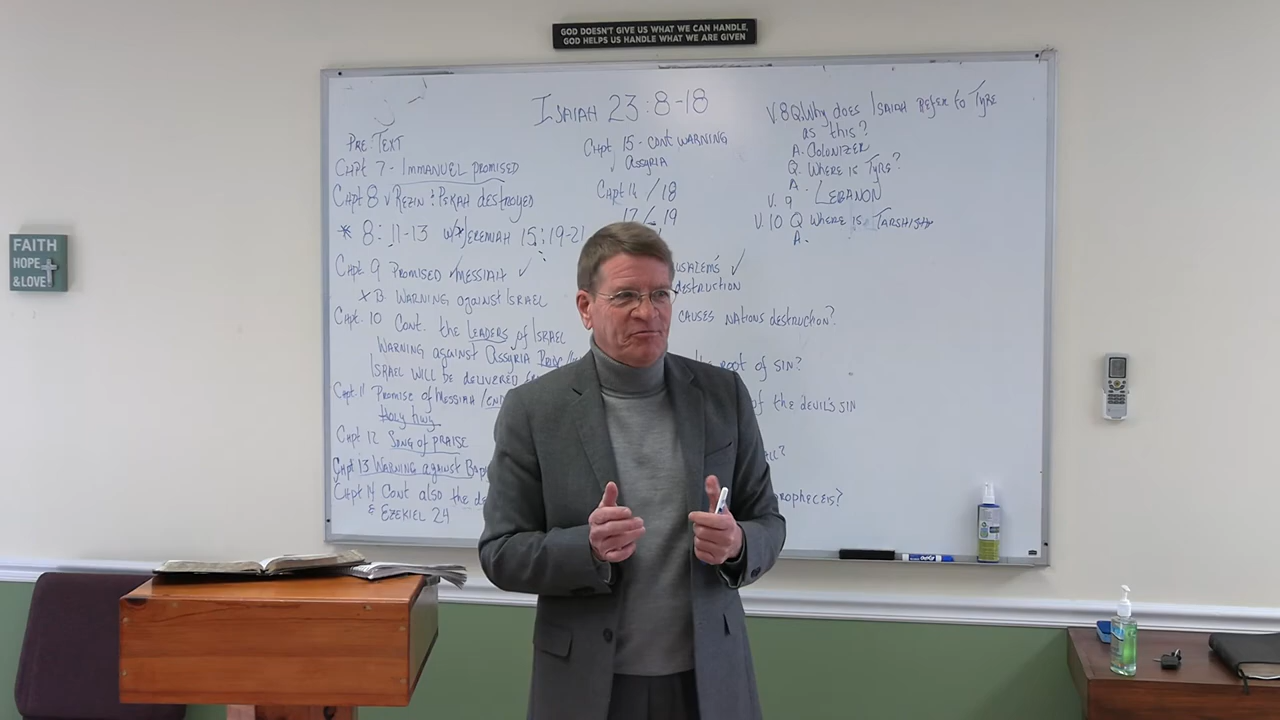 GOD DOESN'T GIVE US WHAT WE CAN HANDLE,
GOD HELPS US HANDLE WHAT WE ARE GIVEN
FAITH
HOPE
& LOVE
ISAIAH 23:8-18
PRE-TEXT
CHPT 7 - IMMANUEL PROMISED
CHPT 8 REZIN & PEKAH destROYED
* 8:11-13 JEREMIAH 15:19-21
CHPT 9 PROMISED MESSIAH ✓
B WARNING AGAINST ISRAEL
CHPT. 10 CONT. the LEADERS of ISRAEL
WARNING AGAINST ASSYRIA
ISRAEL WILL BE delIVERED
CHPT. 11 PROMISE of MESSIAH /
Holy
CHPT 12 SONG of PRAISE
CHPT 13 WARNING AGAINST
CHPT 14 CONT also the
& EZEKIEL 24
CHPT 15 - CONT WARNING
ASSYRIA
CHPT 16 / 18
17 / 19
✓
destRUCTION
CAUSES NATIONS destRUCTION?
ROOT of SIN?
of the devil's SIN
PROPHECEIS?
V. 8 Q. Why does ISAIAH REFER to TYRE
as this?
A. COLONIZER
Q. WHERE IS TYRE?
A. LEBANON
V. 9
V. 10 Q WHERE IS TARSHISH
A.
EXPO